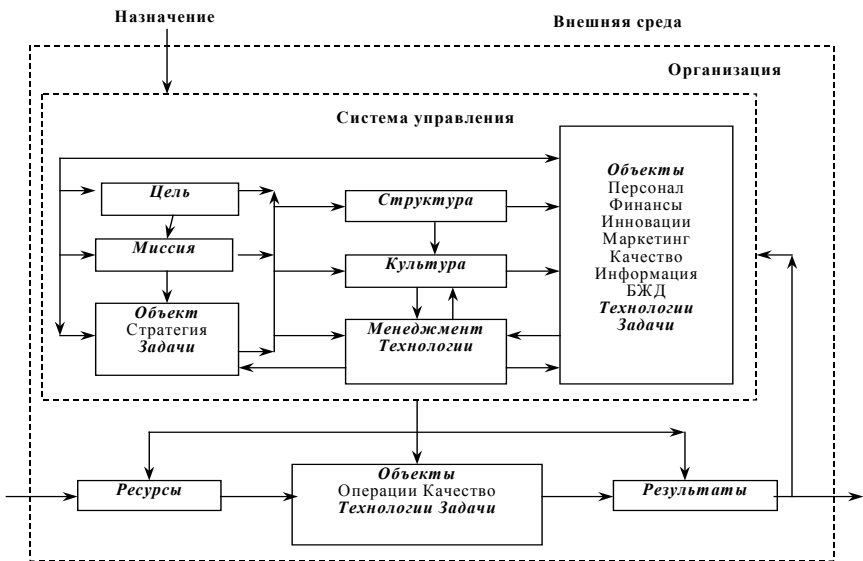 Назначение
Внешняя среда
Организация
Система управления
Цель
Миссия
Объект
Стратегия
Задачи
Структура
Культура
Менеджмент
Технологии
Объекты
Персонал
Финансы
Инновации
Маркетинг
Качество
Информация
БЖД
Технологии
Задачи
Ресурсы
Объекты
Операции Качество
Технологии Задачи
Результаты